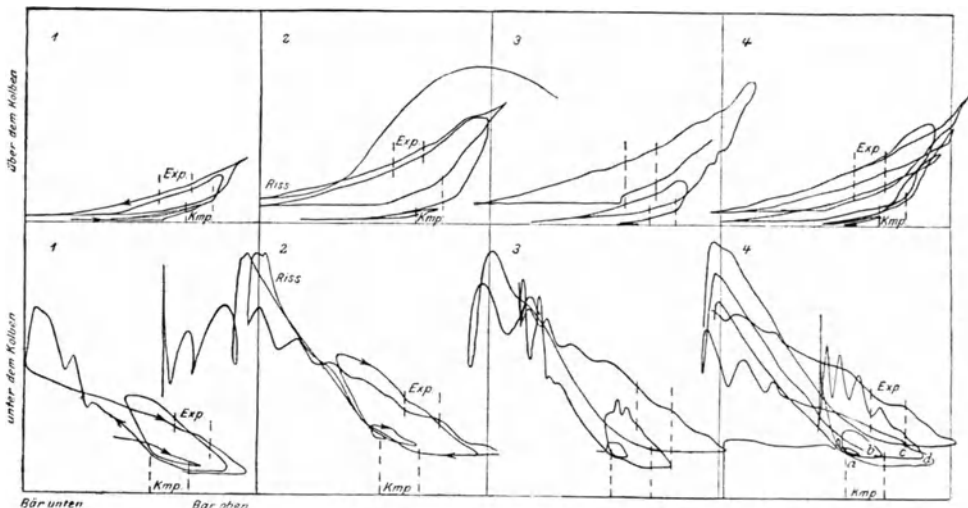 1 2 3 4
über dem Kolben
Exp. Exp. Exp.
Riss
Kmp. Kmp. Kmp.
1 2 3 4
unter dem Kolben
Riss
Exp. Exp. Exp
a b c d
Kmp. Kmp. Kmp.
Bär unten Bär oben